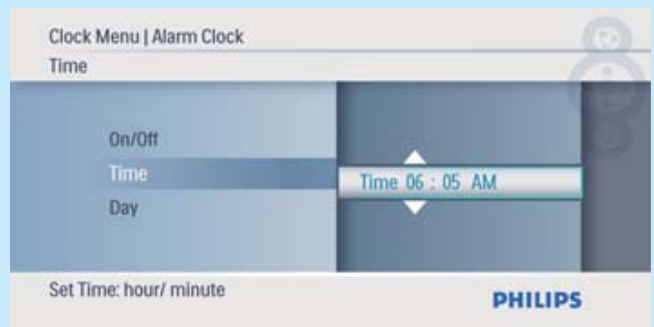 Clock Menu | Alarm Clock
Time
On/Off
Time
Day
Time 06 : 05 AM
Set Time: hour/ minute
PHILIPS